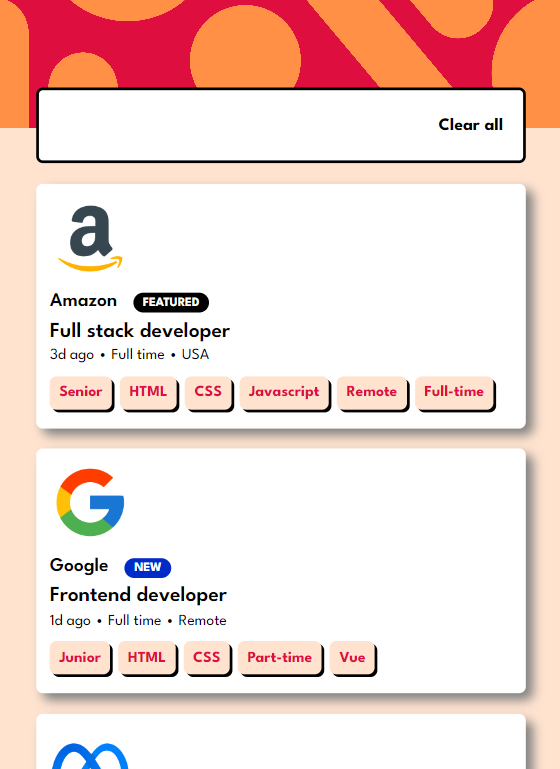 Clear all
a
Amazon FEATURED
Full stack developer
3d ago • Full time • USA
Senior HTML CSS Javascript Remote Full-time
G
Google NEW
Frontend developer
1d ago • Full time • Remote
Junior HTML CSS Part-time Vue